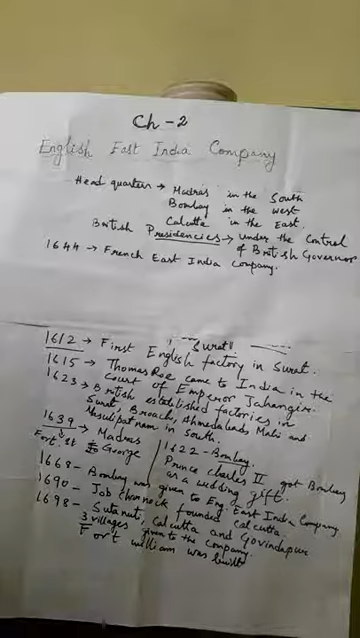 Ch - 2
English East India Company
Head quarter → Madras in the South
Bombay in the West
Calcutta in the East.
British Presidencies → under the Control
of British Governor
1644 → French East India Company.
Surat
1612 → First English factory in Surat.
1615 → Thomas Roe came to India in the
Court of Emperor Jahangir.
1623 → British established factories in
Surat, Broach, Ahmedabad, and
Masulipatnam in South.
1639 → Madras
Fort. St George
1622 - Bombay.
Prince Charles II got Bombay
as a wedding gift.
1668 - Bombay was given to Eng. East India Company
1690 - Job Charnock founded Calcutta.
1698 - Sutanuti, Calcutta and Govindapur
3 villages given to the company.
Fort William was built